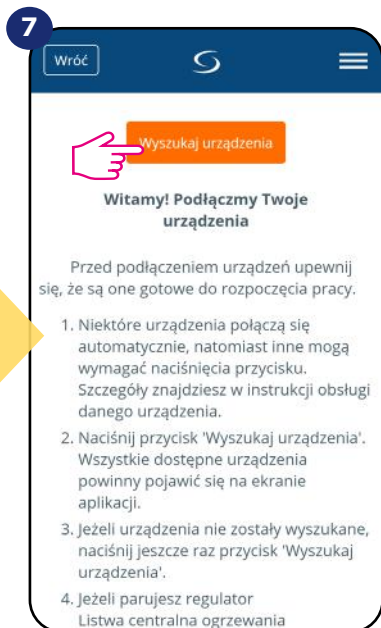 7
Wróć
Wyszukaj urządzenia
Witamy! Podłączmy Twoje
urządzenia
Przed podłączeniem urządzeń upewnij
się, że są one gotowe do rozpoczęcia pracy.
1. Niektóre urządzenia połączą się
automatycznie, natomiast inne mogą
wymagać naciśnięcia przycisku.
Szczegóły znajdziesz w instrukcji obsługi
danego urządzenia.
2. Naciśnij przycisk 'Wyszukaj urządzenia'.
Wszystkie dostępne urządzenia
powinny pojawić się na ekranie
aplikacji.
3. Jeżeli urządzenia nie zostały wyszukane,
naciśnij jeszcze raz przycisk 'Wyszukaj
urządzenia'.
4. Jeżeli parujesz regulator
Listwa centralna ogrzewania